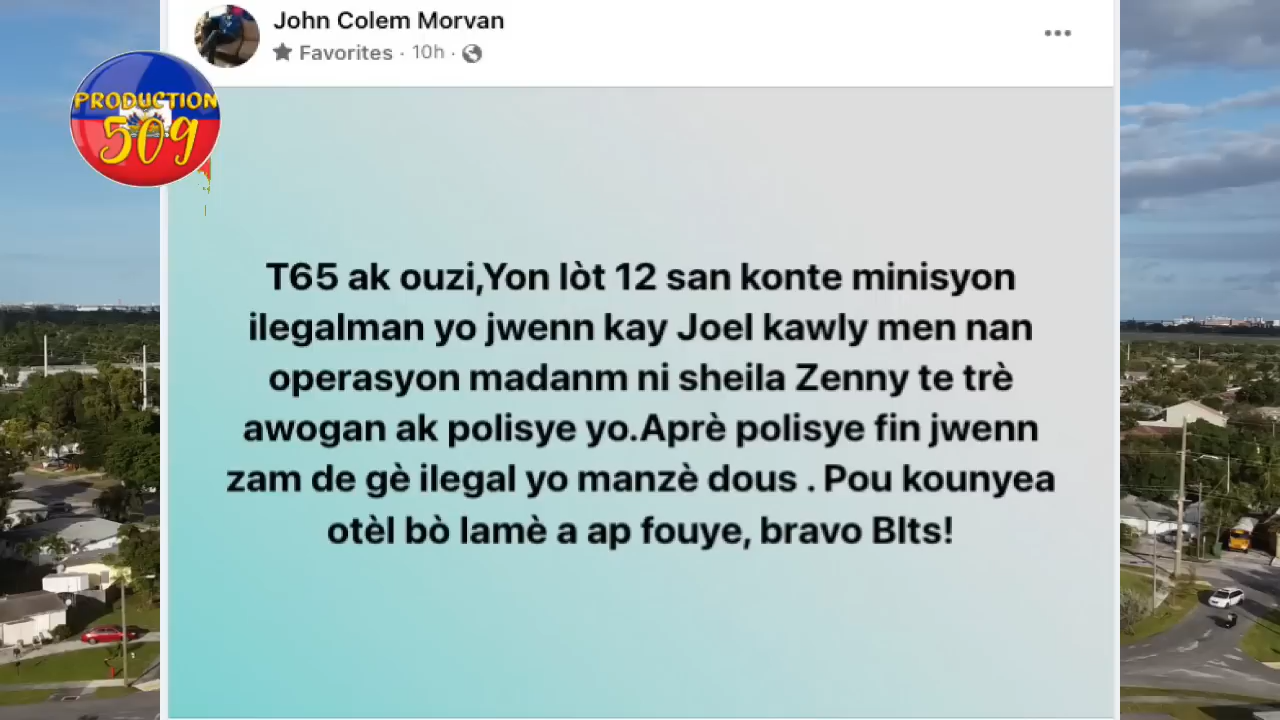 John Colem Morvan
Favorites · 10h ·
PRODUCTION
509
T65 ak ouzi,Yon lòt 12 san konte minisyon
ilegalman yo jwenn kay Joel kawly men nan
operasyon madanm ni sheila Zenny te trè
awogan ak polisye yo.Aprè polisye fin jwenn
zam de gè ilegal yo manzè dous . Pou kounyea
otèl bò lamè a ap fouye, bravo Blts!